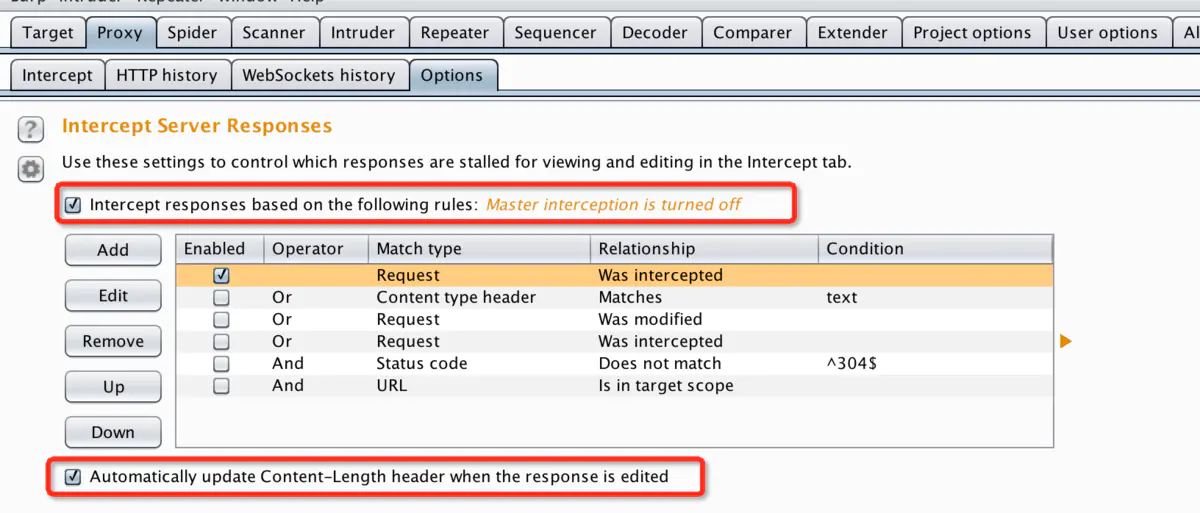 Burp Intruder Repeater Window Help
Target Proxy Spider Scanner Intruder Repeater Sequencer Decoder Comparer Extender Project options User options Al
Intercept HTTP history WebSockets history Options
? Intercept Server Responses
Use these settings to control which responses are stalled for viewing and editing in the Intercept tab.
Intercept responses based on the following rules: Master interception is turned off
Add Enabled Operator Match type Relationship Condition
Request Was intercepted
Edit Or Content type header Matches text
Or Request Was modified
Remove Or Request Was intercepted
And Status code Does not match ^304$
Up And URL Is in target scope
Down
Automatically update Content-Length header when the response is edited